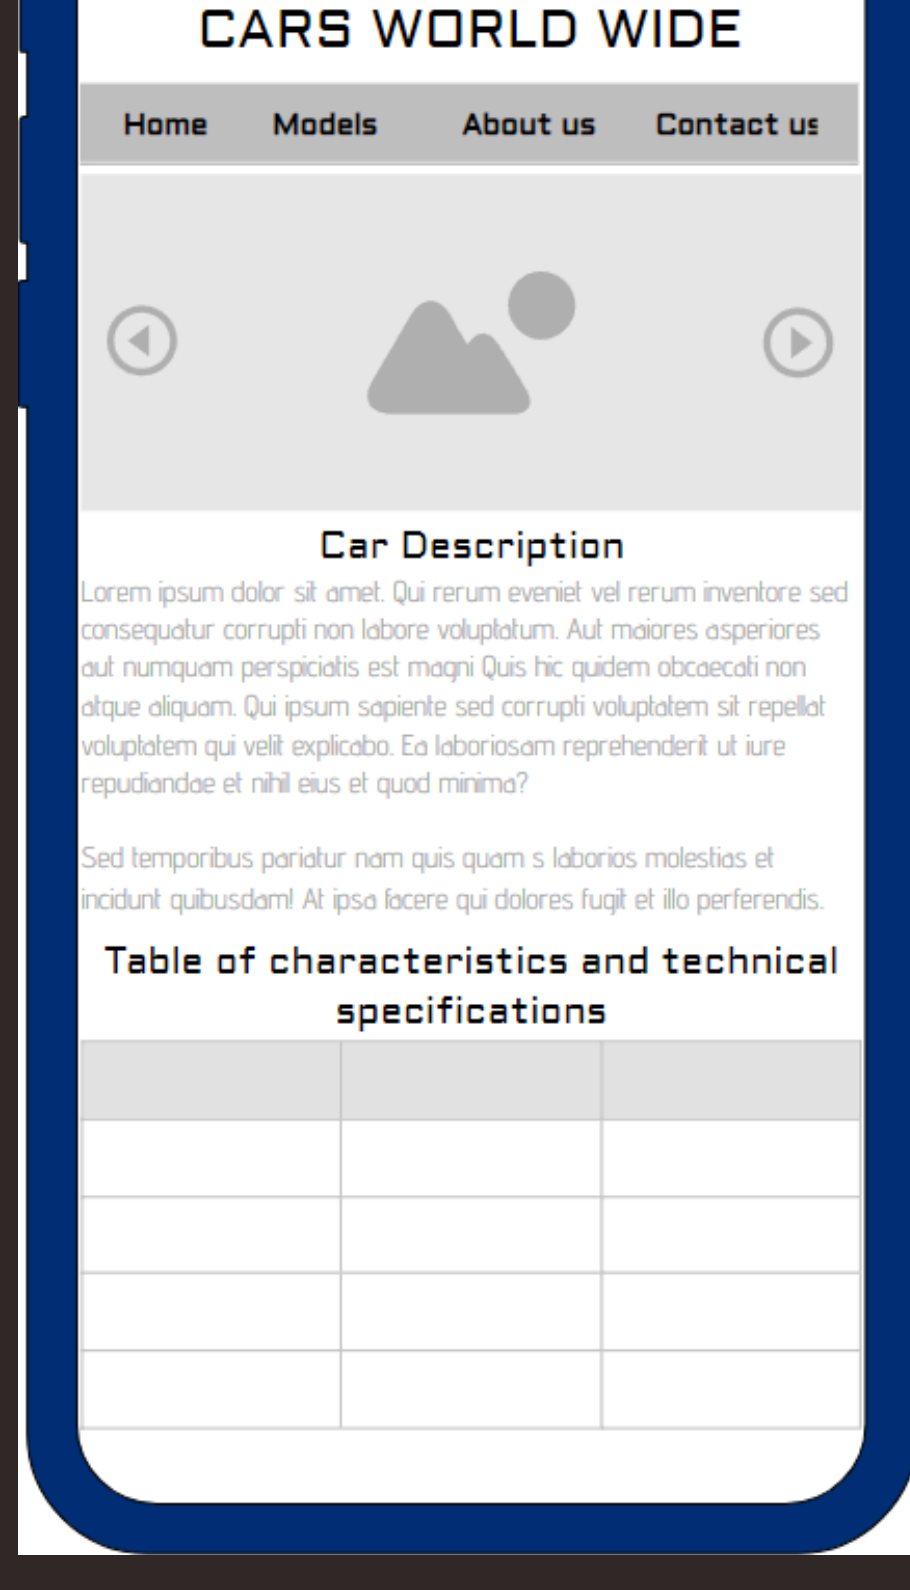 CARS WORLD WIDE
Home Models About us Contact us
Car Description
Lorem ipsum dolor sit amet. Qui rerum eveniet vel rerum inventore sed
consequatur corrupti non labore voluptatum. Aut maiores asperiores
aut numquam perspiciatis est magni Quis hic quidem obcaecati non
atque aliquam. Qui ipsum sapiente sed corrupti voluptatem sit repellat
voluptatem qui velit explicabo. Ea laboriosam reprehenderit ut iure
repudiandae et nihil eius et quod minima?
Sed temporibus pariatur nam quis quam s laborios molestias et
incidunt quibusdam! At ipsa facere qui dolores fugit et illo perferendis.
Table of characteristics and technical
specifications